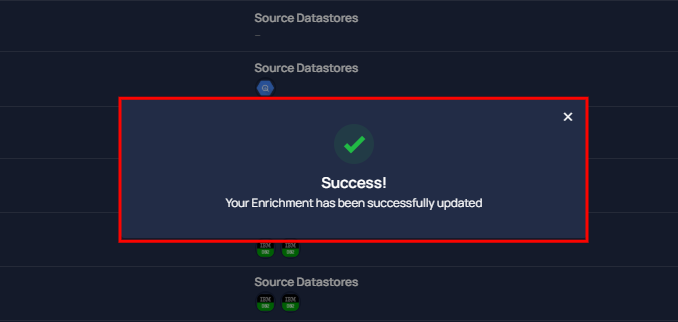 Source Datastores
–
Source Datastores
Success!
Your Enrichment has been successfully updated
IBM IBM
Source Datastores
IBM IBM